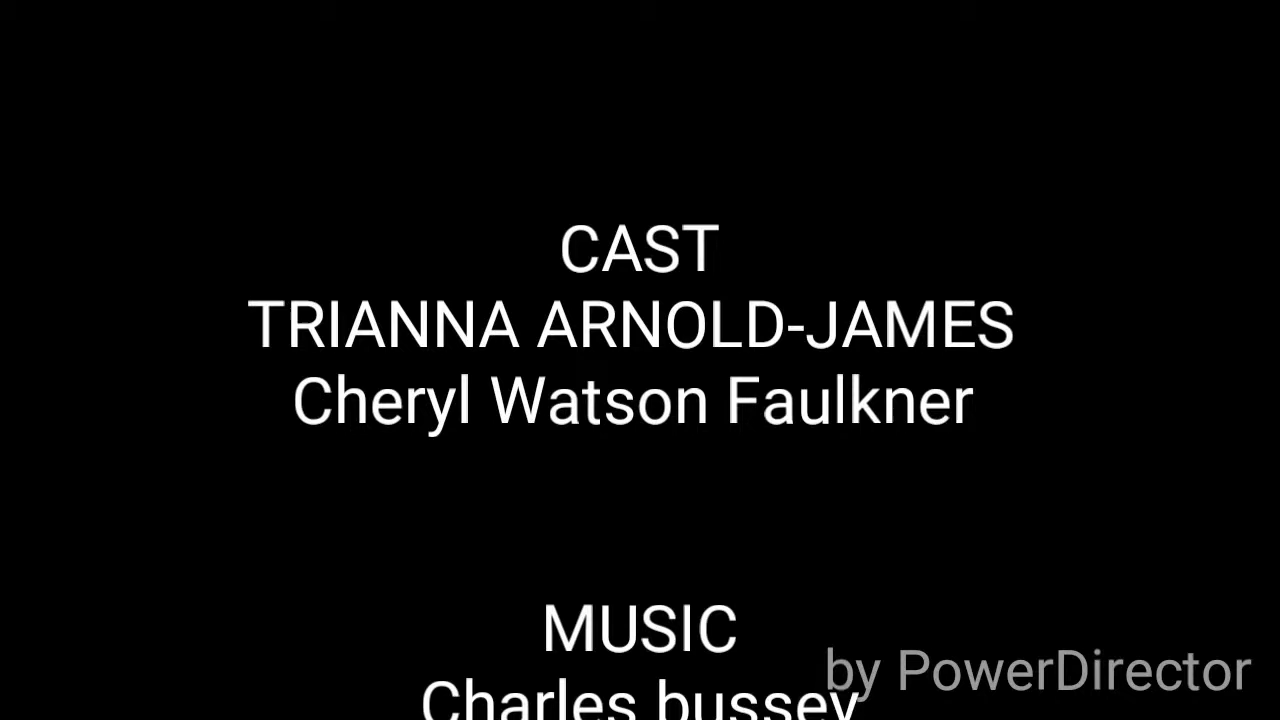 CAST
TRIANNA ARNOLD-JAMES
Cheryl Watson Faulkner
MUSIC
by PowerDirector
Charles bussey